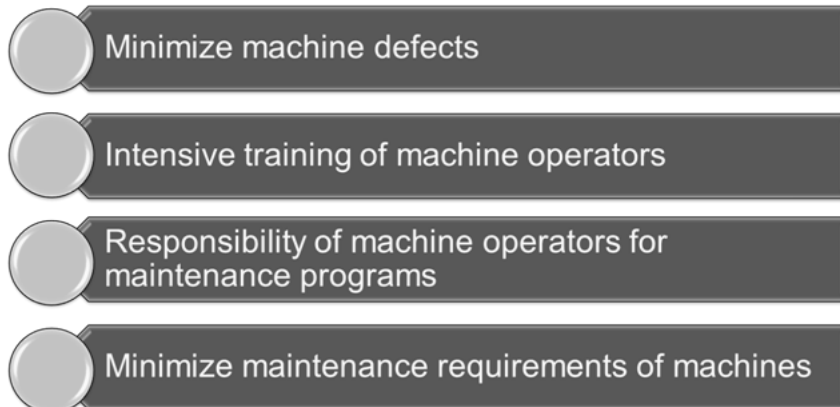 Minimize machine defects
Intensive training of machine operators
Responsibility of machine operators for
maintenance programs
Minimize maintenance requirements of machines